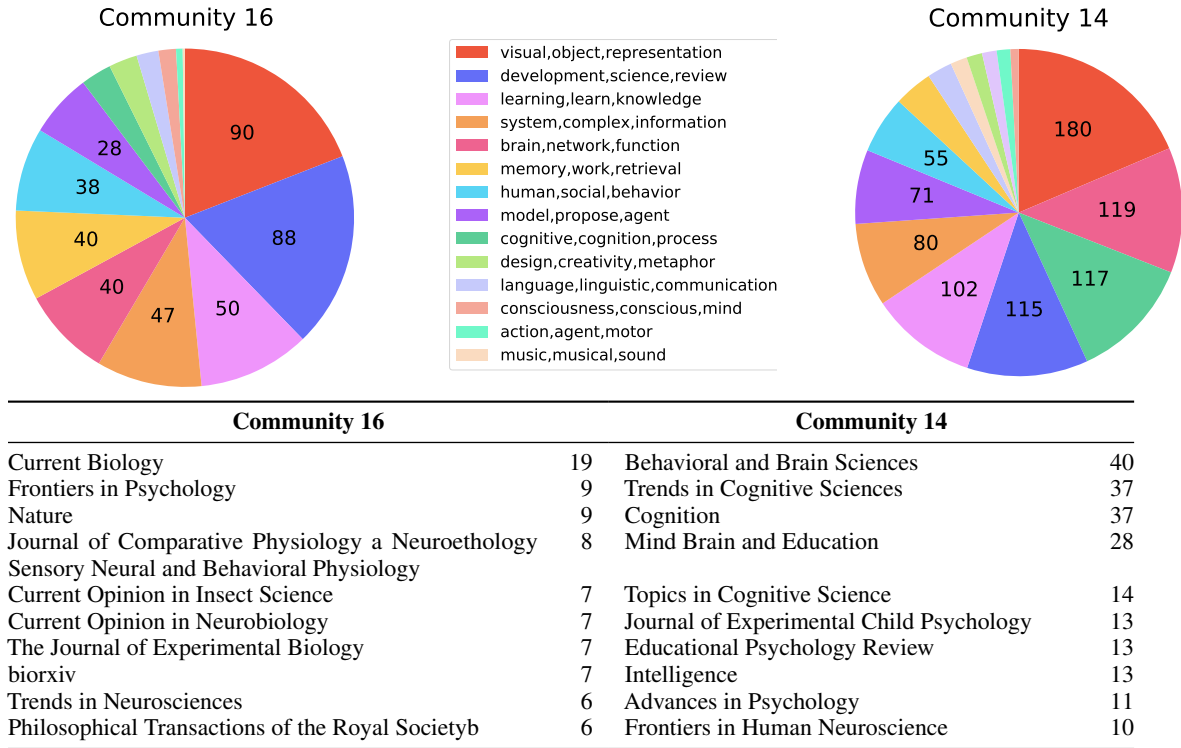 Community 16
Community 14
90
88
50
47
40
40
38
28
visual,object,representation
development,science,review
learning,learn,knowledge
system,complex,information
brain,network,function
memory,work,retrieval
human,social,behavior
model,propose,agent
cognitive,cognition,process
design,creativity,metaphor
language,linguistic,communication
consciousness,conscious,mind
action,agent,motor
music,musical,sound
180
119
117
115
102
80
71
55
Community 16 Community 14
Current Biology 19 Behavioral and Brain Sciences 40
Frontiers in Psychology 9 Trends in Cognitive Sciences 37
Nature 9 Cognition 37
Journal of Comparative Physiology a Neuroethology 8 Mind Brain and Education 28
Sensory Neural and Behavioral Physiology
Current Opinion in Insect Science 7 Topics in Cognitive Science 14
Current Opinion in Neurobiology 7 Journal of Experimental Child Psychology 13
The Journal of Experimental Biology 7 Educational Psychology Review 13
biorxiv 7 Intelligence 13
Trends in Neurosciences 6 Advances in Psychology 11
Philosophical Transactions of the Royal Societyb 6 Frontiers in Human Neuroscience 10